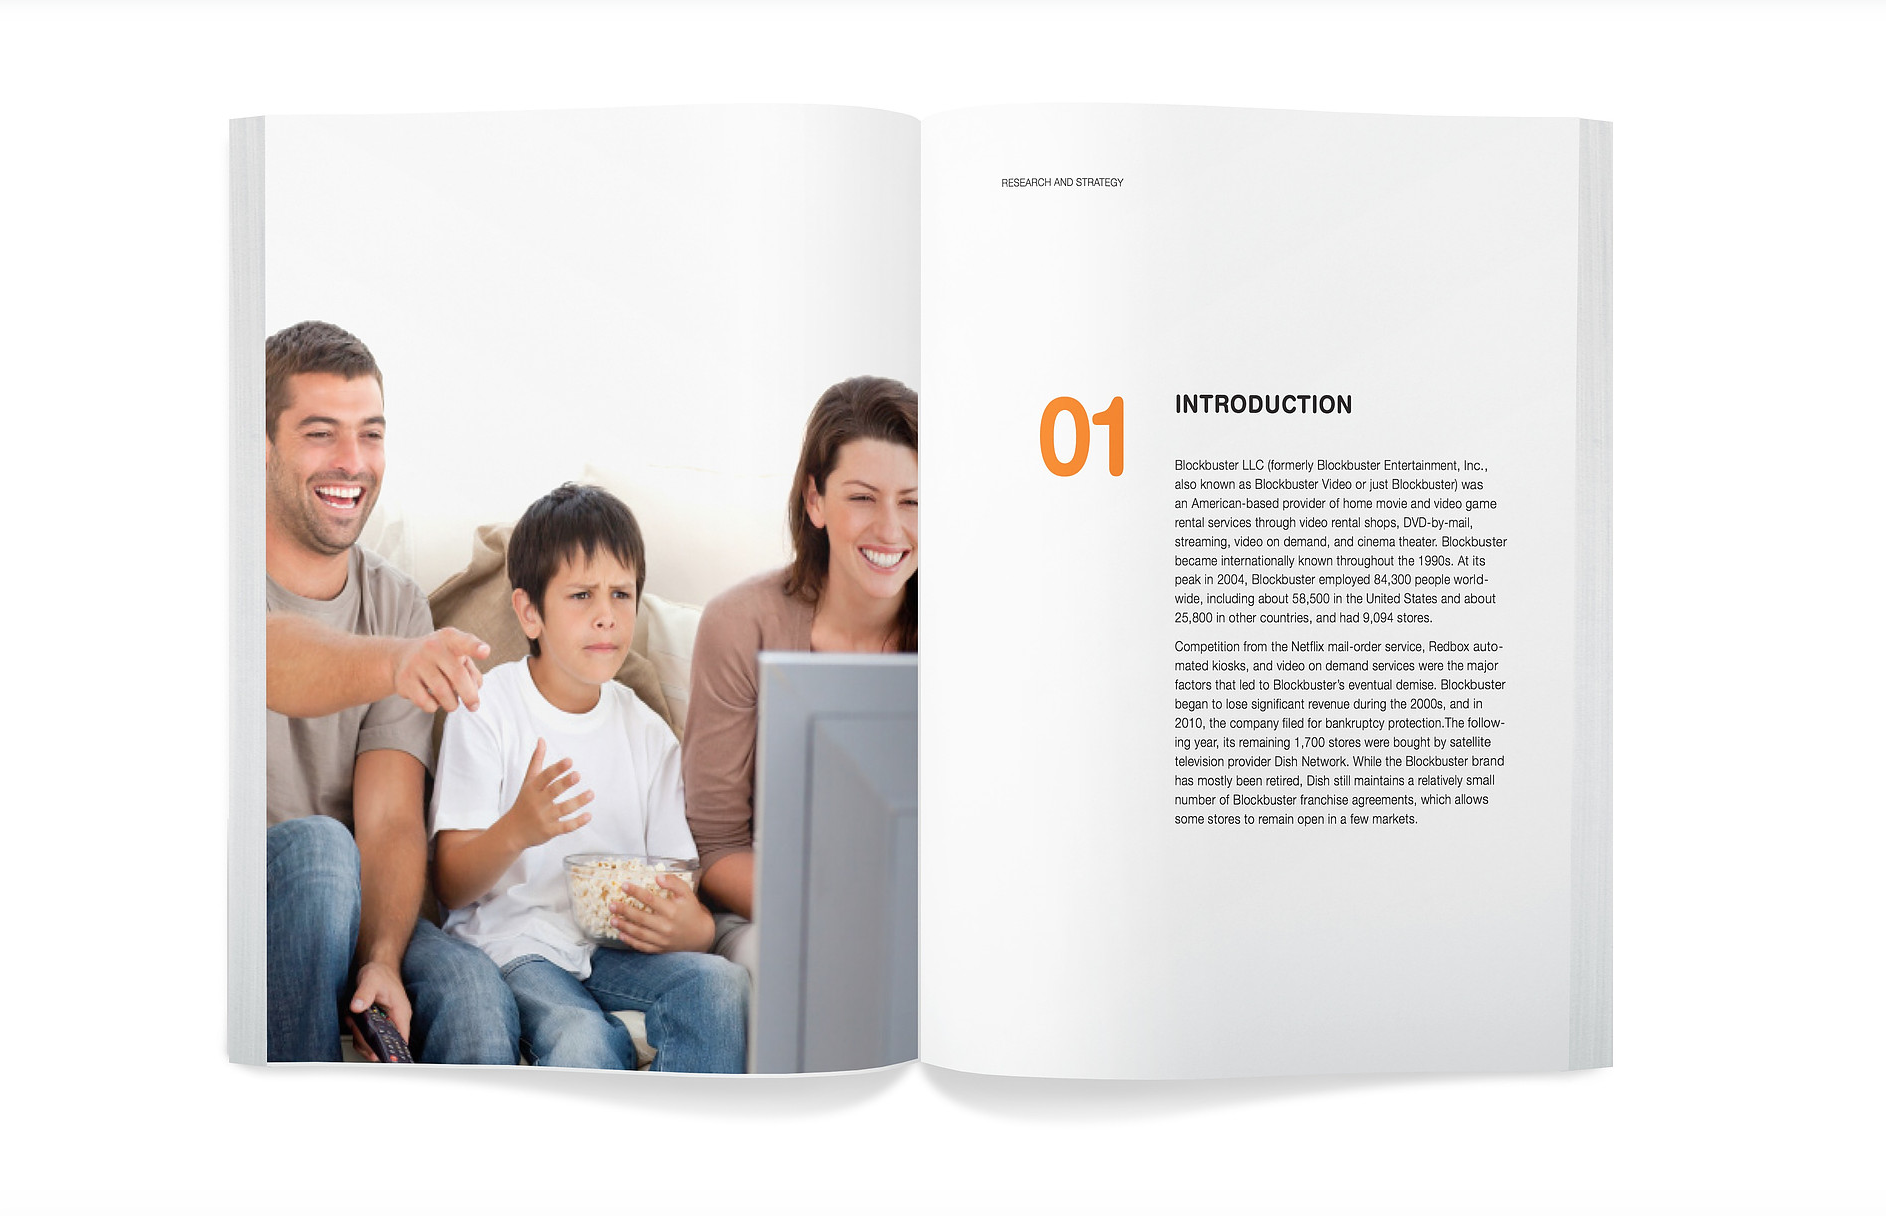 RESEARCH AND STRATEGY
01
INTRODUCTION
Blockbuster LLC (formerly Blockbuster Entertainment, Inc.,
also known as Blockbuster Video or just Blockbuster) was
an American-based provider of home movie and video game
rental services through video rental shops, DVD-by-mail,
streaming, video on demand, and cinema theater. Blockbuster
became internationally known throughout the 1990s. At its
peak in 2004, Blockbuster employed 84,300 people world-
wide, including about 58,500 in the United States and about
25,800 in other countries, and had 9,094 stores.
Competition from the Netflix mail-order service, Redbox auto-
mated kiosks, and video on demand services were the major
factors that led to Blockbuster's eventual demise. Blockbuster
began to lose significant revenue during the 2000s, and in
2010, the company filed for bankruptcy protection.The follow-
ing year, its remaining 1,700 stores were bought by satellite
television provider Dish Network. While the Blockbuster brand
has mostly been retired, Dish still maintains a relatively small
number of Blockbuster franchise agreements, which allows
some stores to remain open in a few markets.